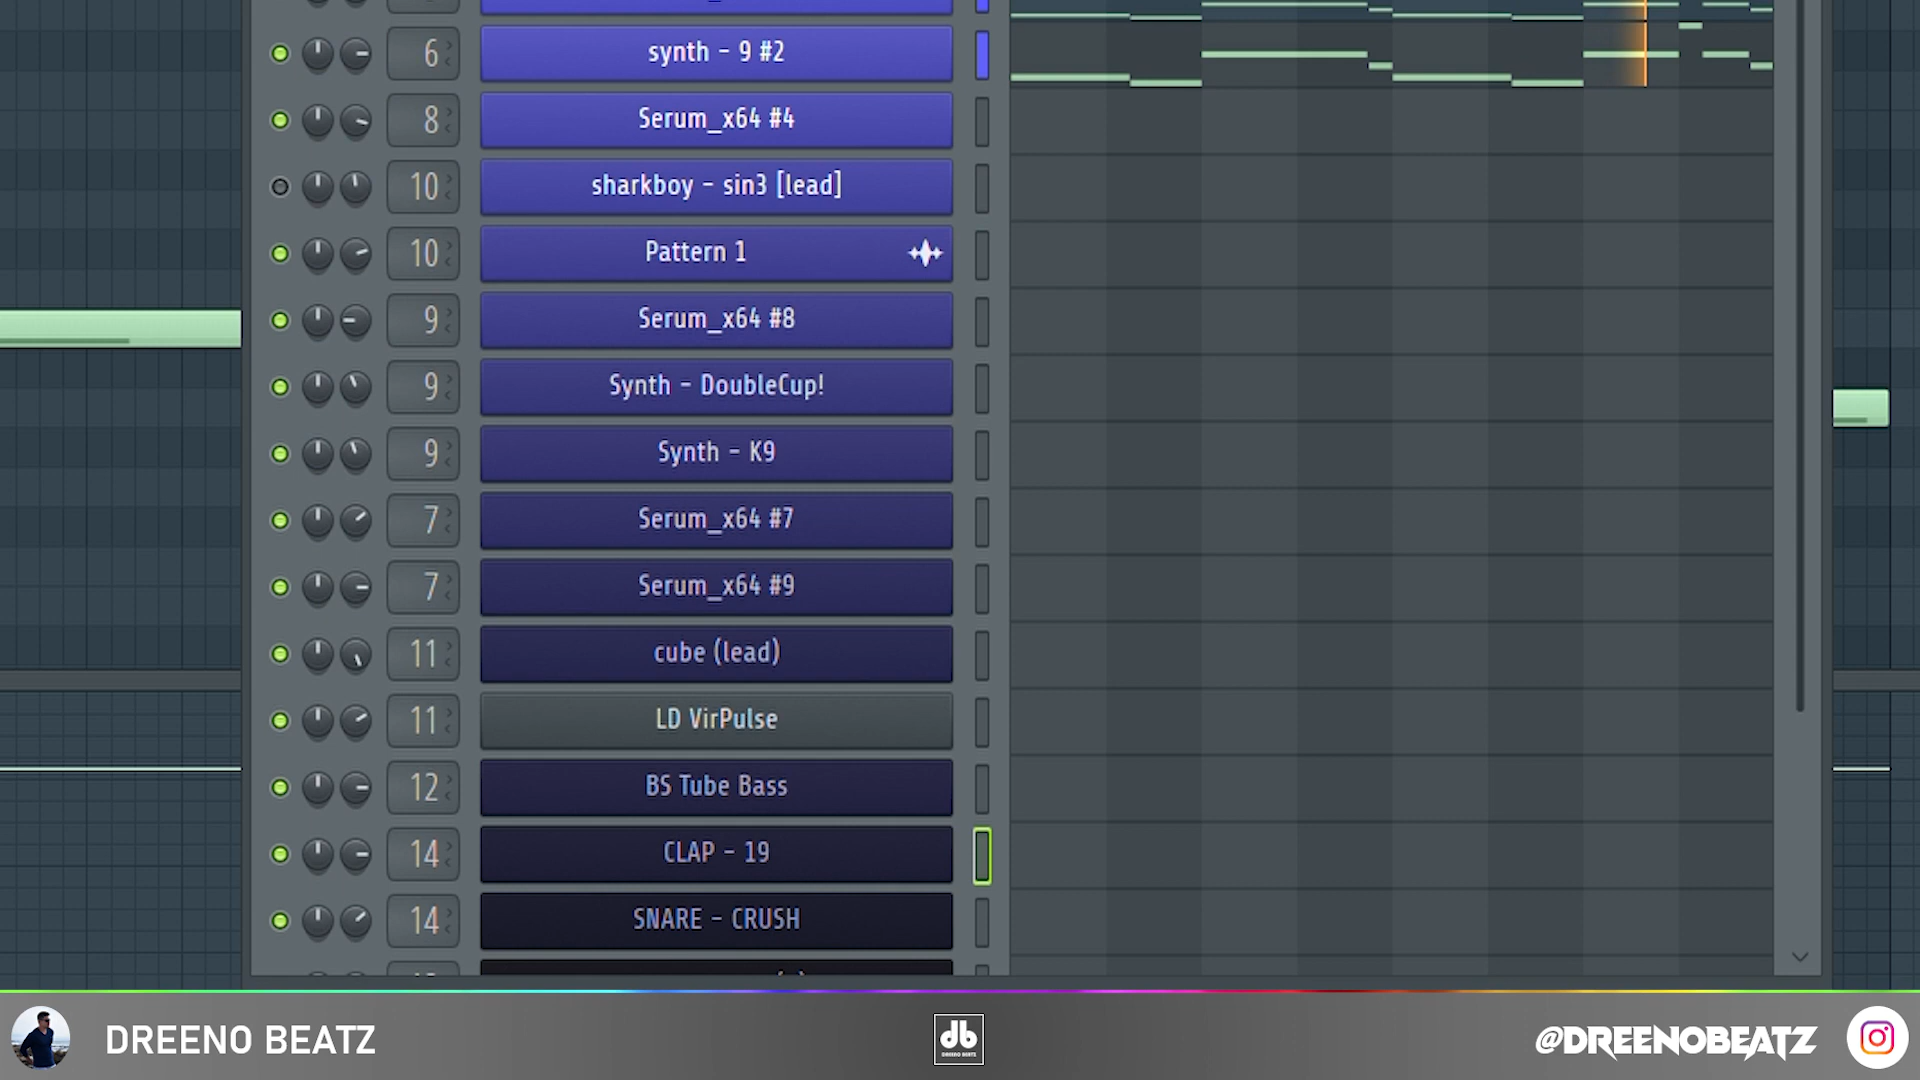 6 synth - 9 #2
8 Serum_x64 #4
10 sharkboy - sin3 [lead]
10 Pattern 1
9 Serum_x64 #8
9 Synth - DoubleCup!
9 Synth - K9
7 Serum_x64 #7
7 Serum_x64 #9
11 cube (lead)
11 LD VirPulse
12 BS Tube Bass
14 CLAP - 19
14 SNARE - CRUSH
DREENO BEATZ
db
DREENO BEATZ
@DREENOBEATZ